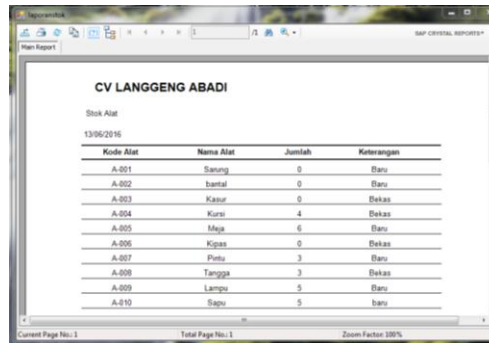 laporanstok
1
/1
SAP CRYSTAL REPORTS®
Main Report
CV LANGGENG ABADI
Stok Alat
13/06/2016
Kode Alat Nama Alat Jumlah Keterangan
A-001 Sarung 0 Baru
A-002 bantal 0 Baru
A-003 Kasur 0 Bekas
A-004 Kursi 4 Bekas
A-005 Meja 6 Baru
A-006 Kipas 0 Bekas
A-007 Pintu 3 Baru
A-008 Tangga 3 Bekas
A-009 Lampu 5 Baru
A-010 Sapu 5 baru
Current Page No.: 1 Total Page No.: 1 Zoom Factor: 100%